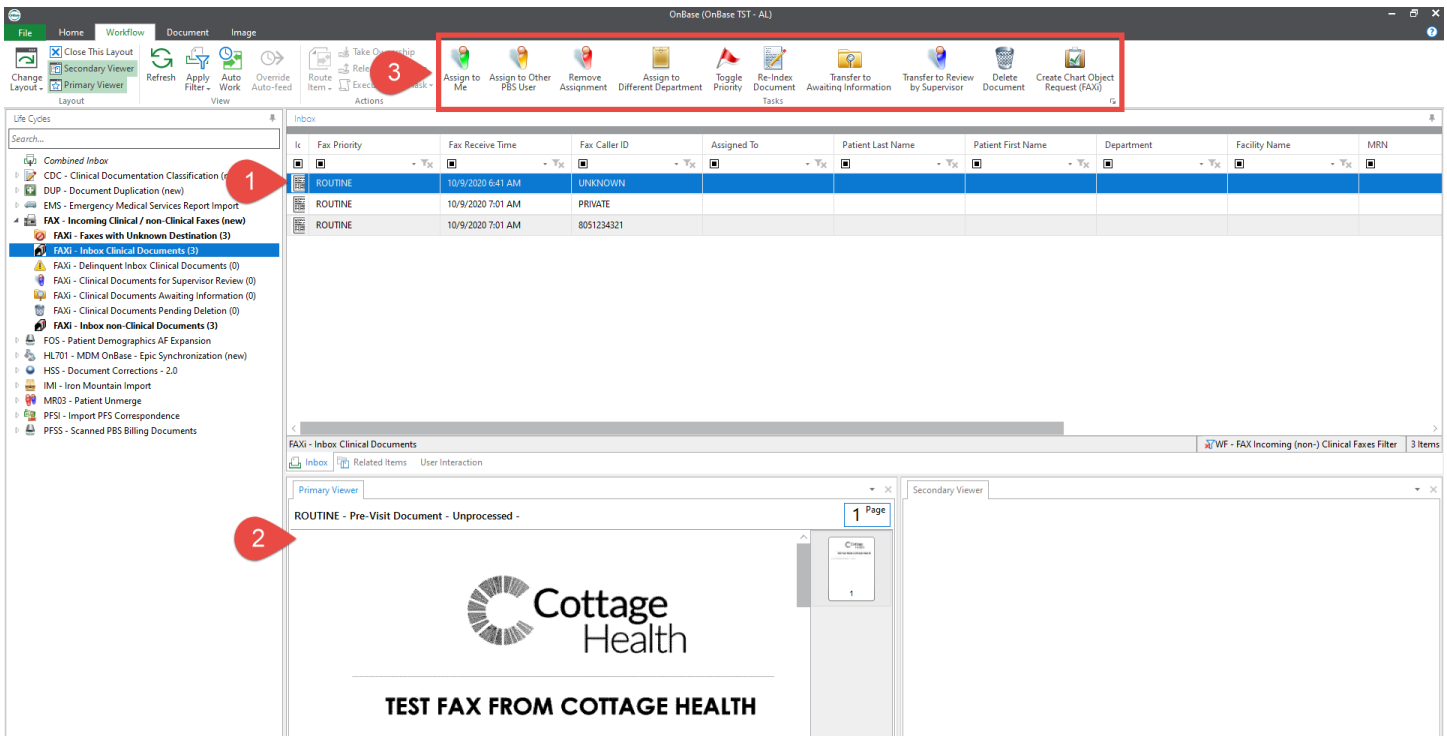 OnBase (OnBase TST - AL)
File Home Workflow Document Image
Change Layout
Close This Layout
Secondary Viewer
Primary Viewer
Layout
Refresh
Apply Filter
Auto Work
Override Auto-feed
View
Route Item
Take Ownership
Actions
3
Assign to Me
Assign to Other PBS User
Remove Assignment
Assign to Different Department
Toggle Priority
Re-Index Document
Transfer to Awaiting Information
Transfer to Review by Supervisor
Delete Document
Create Chart Object Request (FAXi)
Tasks
Life Cycles
Search...
Combined Inbox
CDC - Clinical Documentation Classification
DUP - Document Duplication (new)
EMS - Emergency Medical Services Report Import
FAX - Incoming Clinical / non-Clinical Faxes (new)
FAXi - Faxes with Unknown Destination (3)
FAXi - Inbox Clinical Documents (3)
FAXi - Delinquent Inbox Clinical Documents (0)
FAXi - Clinical Documents for Supervisor Review (0)
FAXi - Clinical Documents Awaiting Information (0)
FAXi - Clinical Documents Pending Deletion (0)
FAXi - Inbox non-Clinical Documents (3)
FOS - Patient Demographics AF Expansion
HL701 - MDM OnBase - Epic Synchronization (new)
HSS - Document Corrections - 2.0
IMI - Iron Mountain Import
MR03 - Patient Unmerge
PFSI - Import PFS Correspondence
PFSS - Scanned PBS Billing Documents
Inbox
Fax Priority Fax Receive Time Fax Caller ID Assigned To Patient Last Name Patient First Name Department Facility Name MRN
1
ROUTINE 10/9/2020 6:41 AM UNKNOWN
ROUTINE 10/9/2020 7:01 AM PRIVATE
ROUTINE 10/9/2020 7:01 AM 8051234321
FAXi - Inbox Clinical Documents WF - FAX Incoming (non-) Clinical Faxes Filter 3 Items
Inbox Related Items User Interaction
Primary Viewer
Secondary Viewer
ROUTINE - Pre-Visit Document - Unprocessed - 1 Page
2
Cottage
Health
TEST FAX FROM COTTAGE HEALTH
1